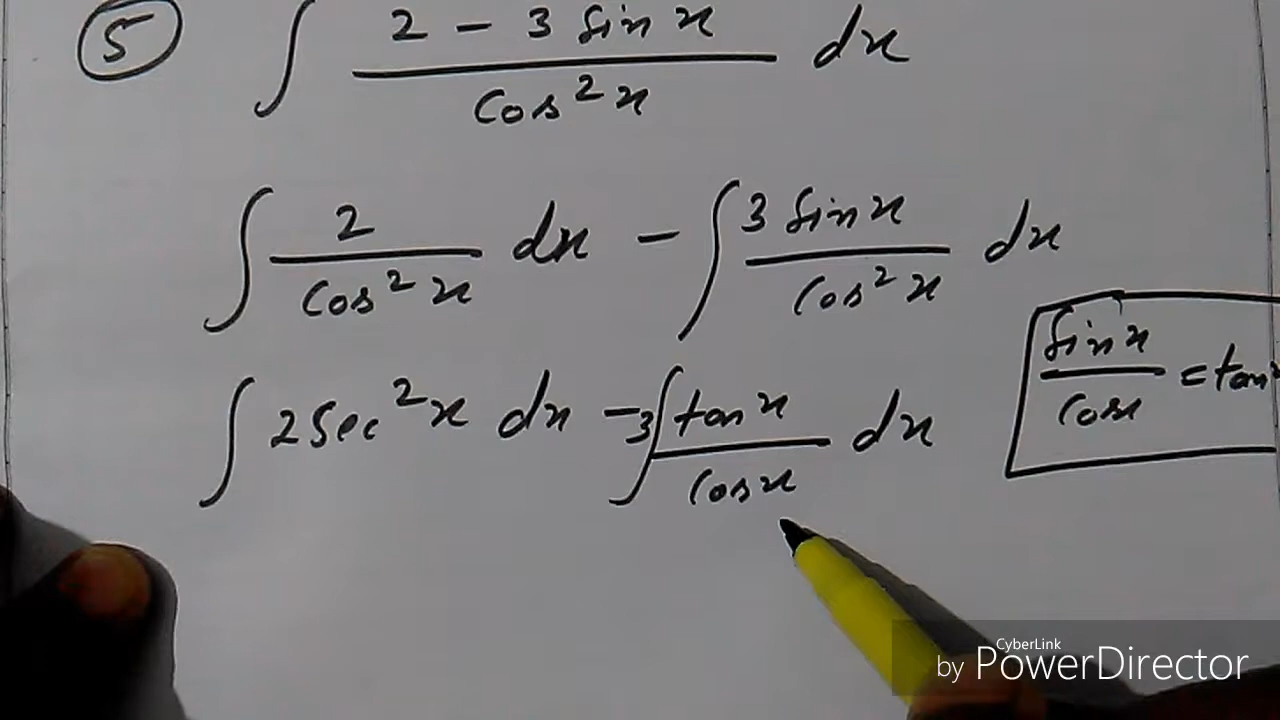 5 ∫ 2 - 3 sin x / cos² x dx
∫ 2 / cos² x dx - ∫ 3 sin x / cos² x dx
∫ 2 sec² x dx - 3 ∫ tan x / cos x dx
sin x / cos x = tan x
CyberLink
by PowerDirector